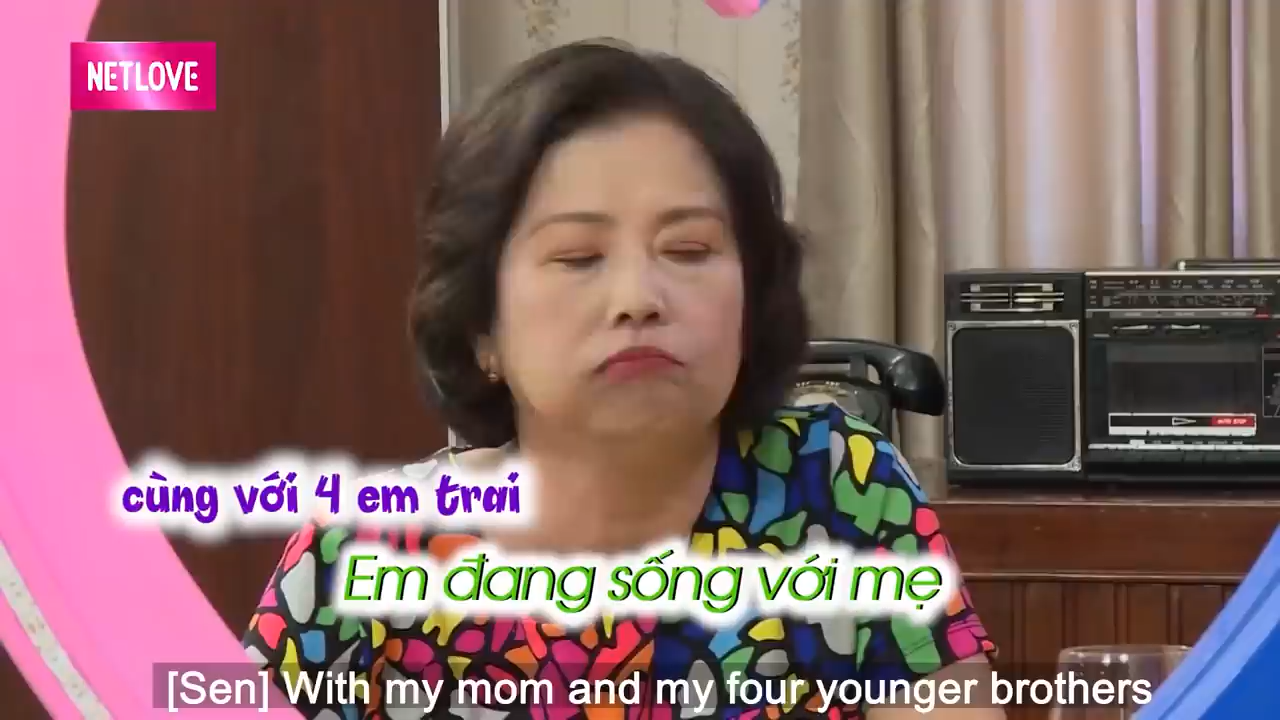 NETLOVE
cùng với 4 em trai
Em đang sống với mẹ
[Sen] With my mom and my four younger brothers